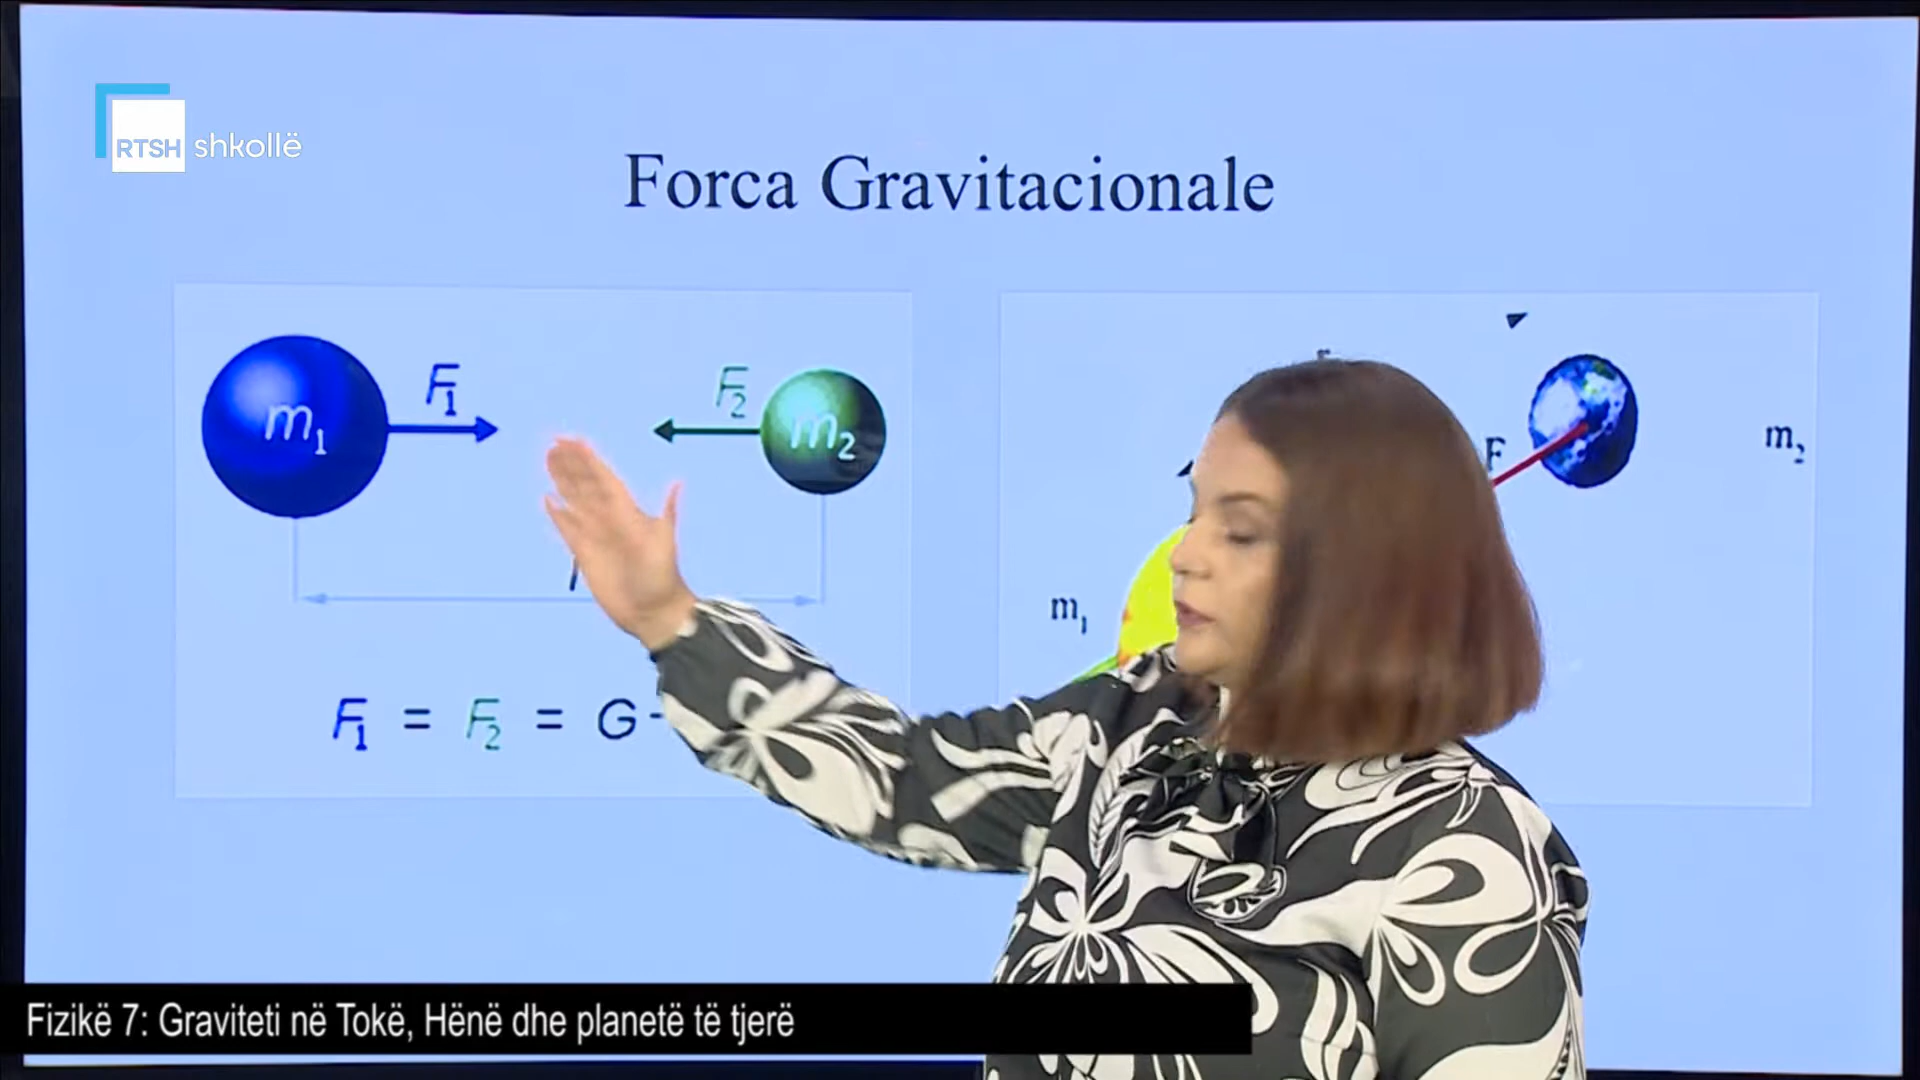 RTSH shkollë
Forca Gravitacionale
m₁ F₁ F₂ m₂
F₁ = F₂ = G
r
F
m₂
m₁
Fizikë 7: Graviteti në Tokë, Hënë dhe planetë të tjerë